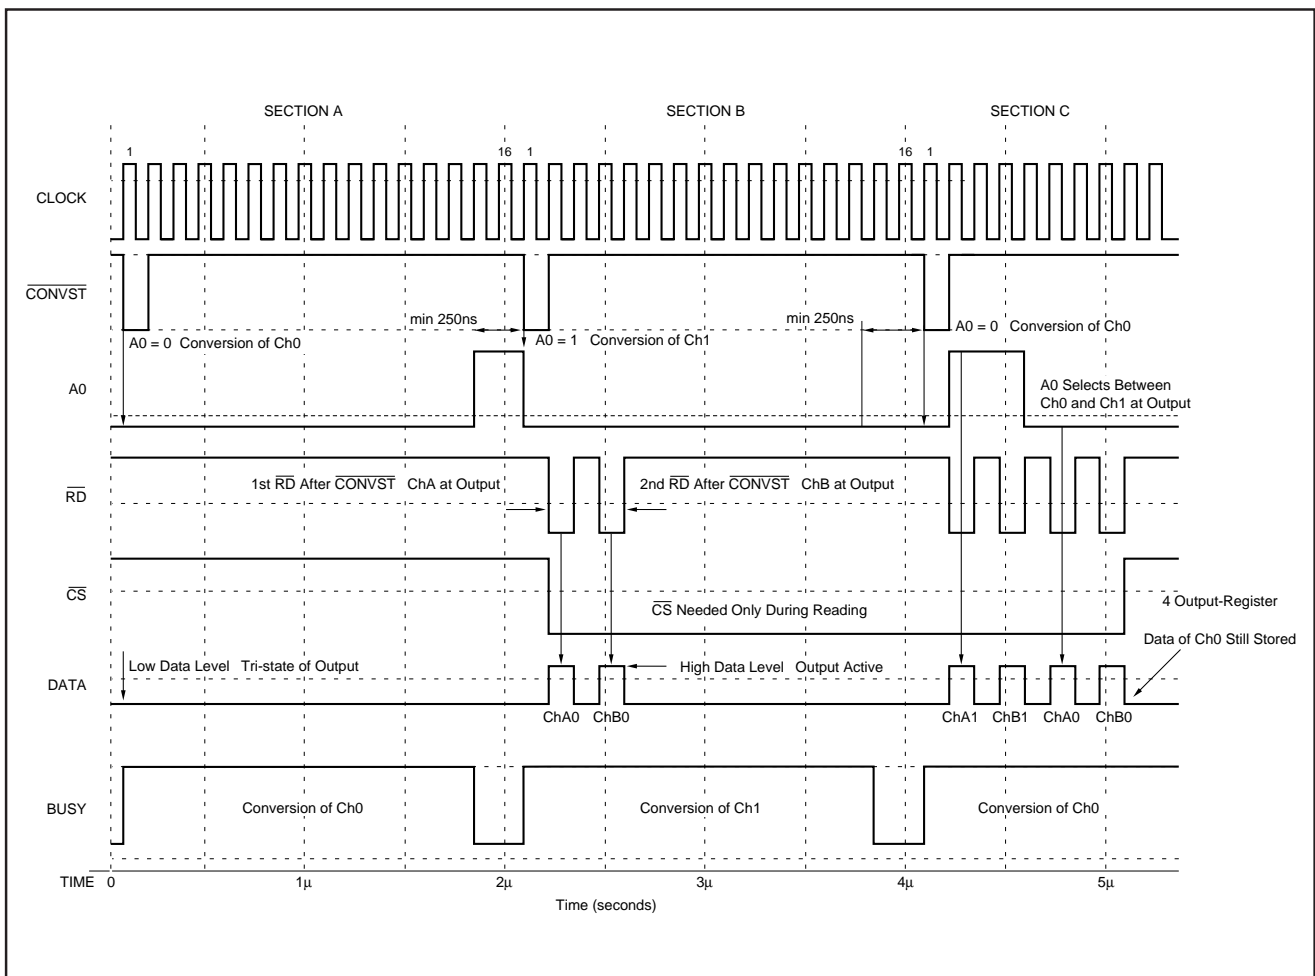 SECTION A SECTION B SECTION C
1 16 1 16 1
CLOCK
CONVST
min 250ns min 250ns
A0 = 0 Conversion of Ch0 A0 = 1 Conversion of Ch1 A0 = 0 Conversion of Ch0
A0
A0 Selects Between
Ch0 and Ch1 at Output
1st RD After CONVST ChA at Output 2nd RD After CONVST ChB at Output
RD
CS
CS Needed Only During Reading
4 Output-Register
Data of Ch0 Still Stored
Low Data Level Tri-state of Output High Data Level Output Active
DATA
ChA0 ChB0 ChA1 ChB1 ChA0 ChB0
BUSY Conversion of Ch0 Conversion of Ch1 Conversion of Ch0
TIME 0 1μ 2μ 3μ 4μ 5μ
Time (seconds)